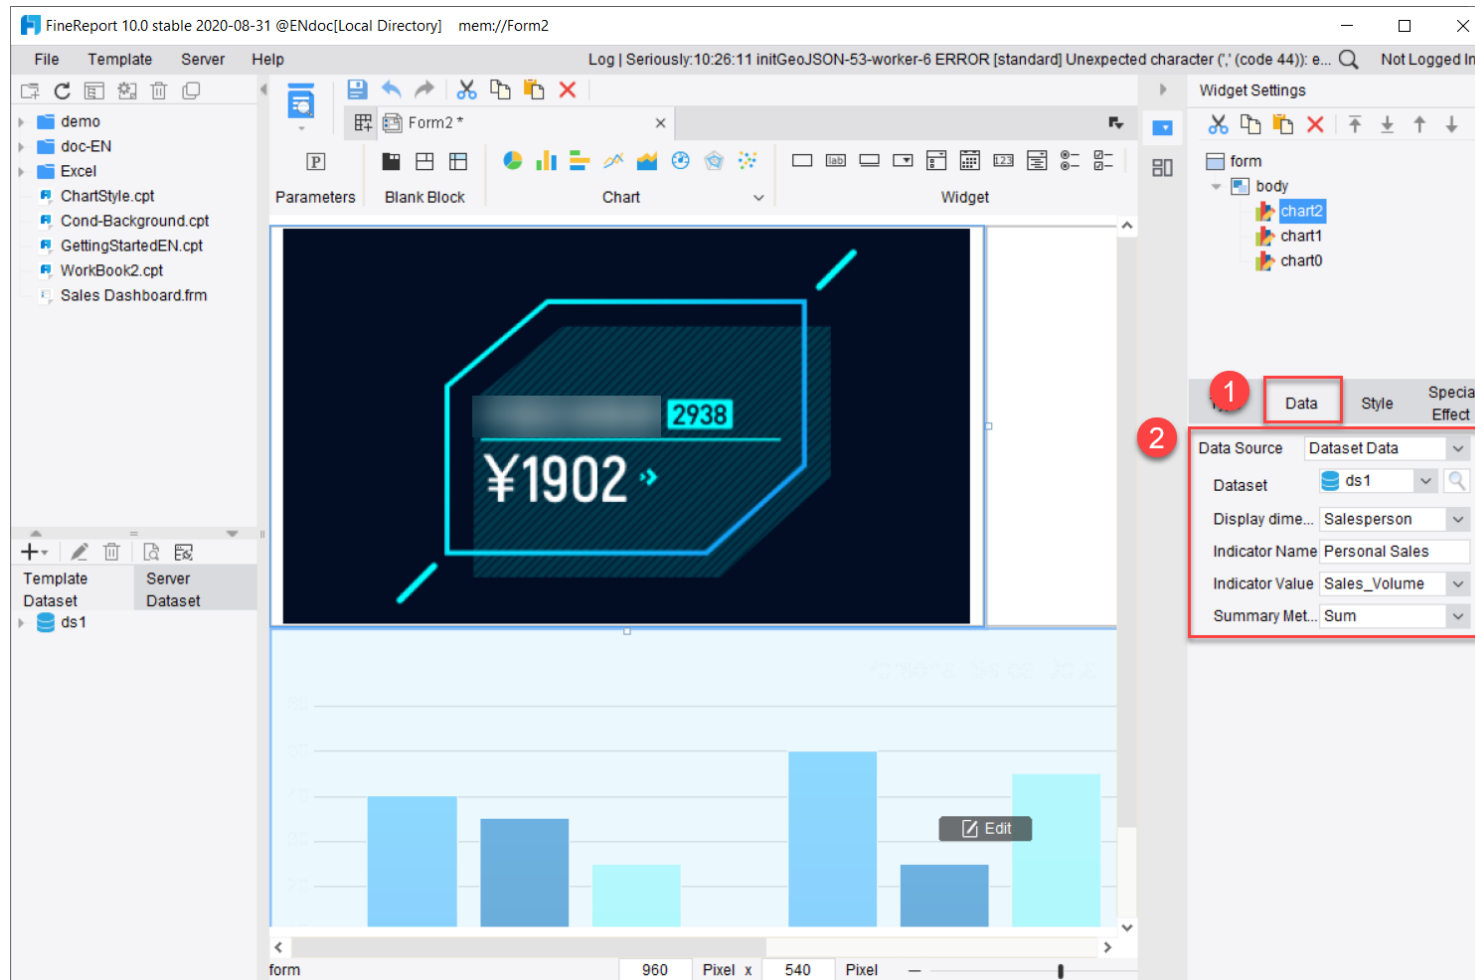 FineReport 10.0 stable 2020-08-31 @ENdoc[Local Directory] mem://Form2
File Template Server Help
Log | Seriously:10:26:11 initGeoJSON-53-worker-6 ERROR [standard] Unexpected character (',' (code 44)): e...
Not Logged In
demo
doc-EN
Excel
ChartStyle.cpt
Cond-Background.cpt
GettingStartedEN.cpt
WorkBook2.cpt
Sales Dashboard.frm
Template Dataset
Server Dataset
ds1
Form2 *
P
lab
123
Parameters
Blank Block
Chart
Widget
2938
¥1902
Edit
form
960 Pixel x 540 Pixel
Widget Settings
form
body
chart2
chart1
chart0
1
Data
Style
Specia
Effect
2
Data Source Dataset Data
Dataset ds1
Display dime... Salesperson
Indicator Name Personal Sales
Indicator Value Sales_Volume
Summary Met... Sum